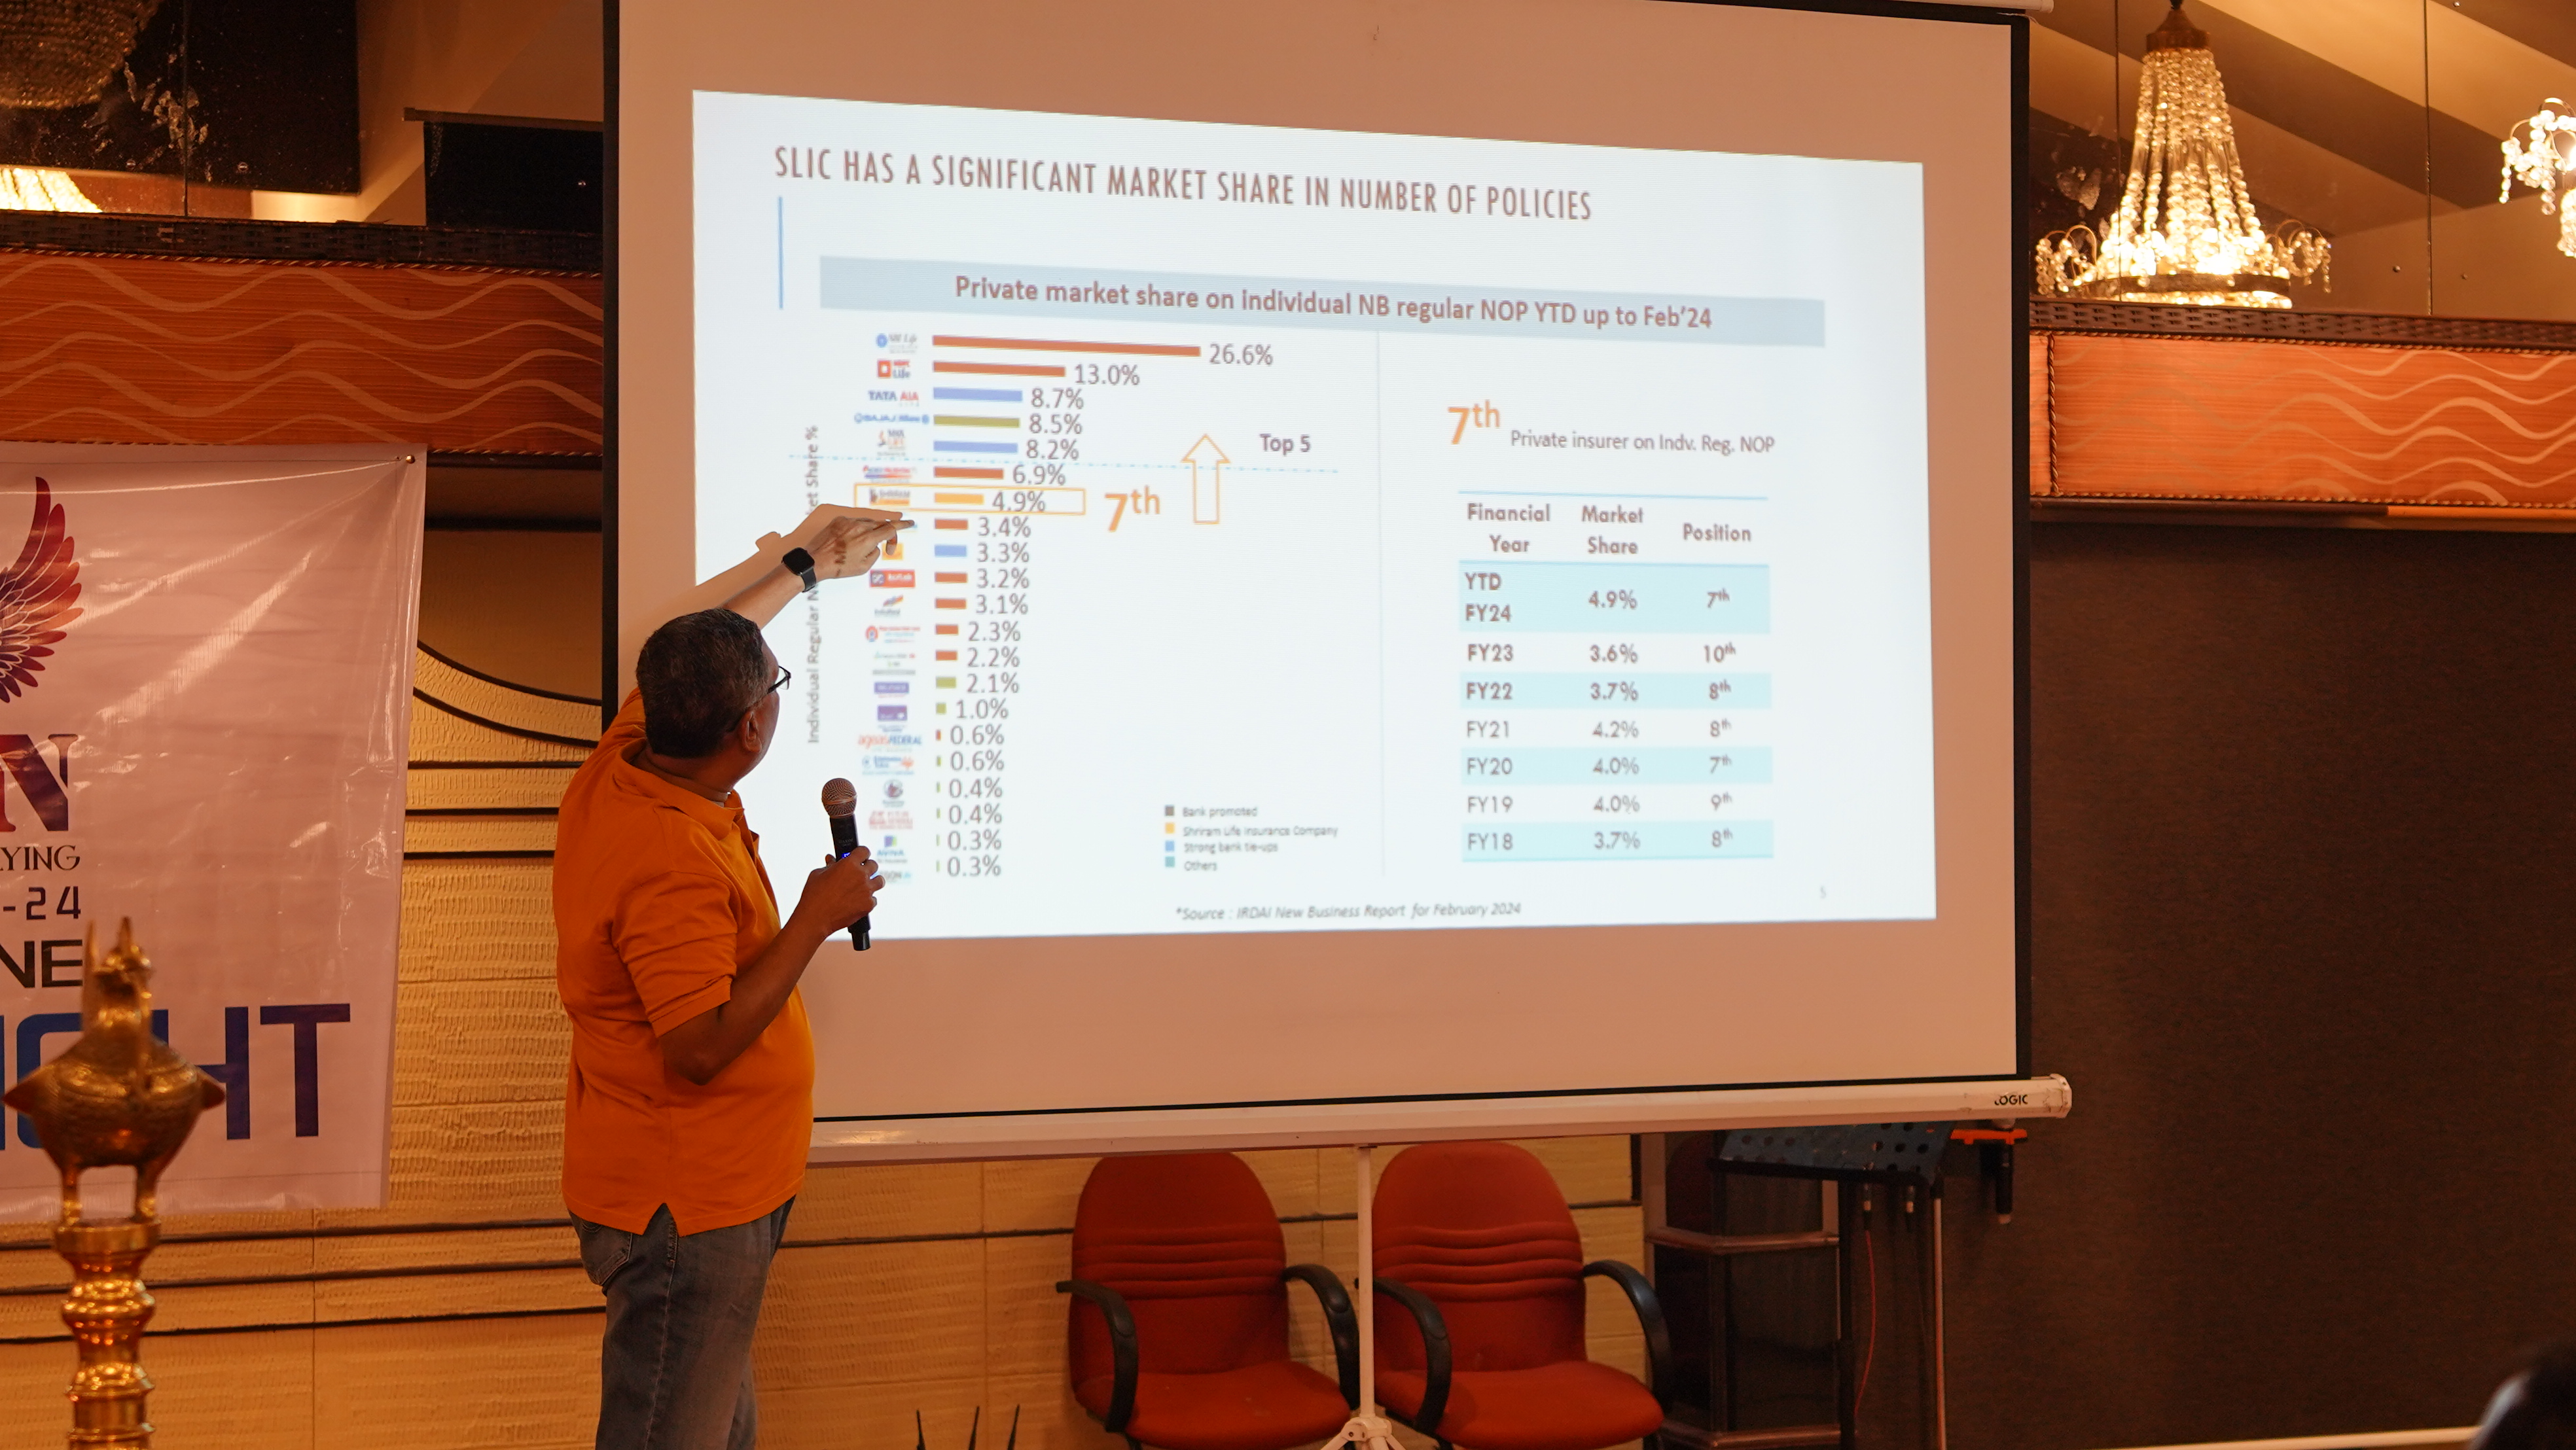 SLIC HAS A SIGNIFICANT MARKET SHARE IN NUMBER OF POLICIES
Private market share on individual NB regular NOP YTD up to Feb'24
26.6%
Life
13.0%
TATA AIA
8.7%
8.5%
8.2%
6.9%
4.9%
3.4%
3.3%
3.2%
3.1%
2.3%
2.2%
2.1%
1.0%
ageasFEDERAL
0.6%
0.6%
0.4%
0.4%
0.3%
0.3%
Individual Regular
Share %
7th
Top 5
Bank promoted
Shriram Life Insurance Company
Strong bank tie-ups
Others
7th Private insurer on Indv. Reg. NOP
Financial Year Market Share Position
YTD FY24 4.9% 7th
FY23 3.6% 10th
FY22 3.7% 8th
FY21 4.2% 8th
FY20 4.0% 7th
FY19 4.0% 9th
FY18 3.7% 8th
*Source : IRDAI New Business Report for February 2024
5
N
YING
-24
NE
GHT
LOGIC